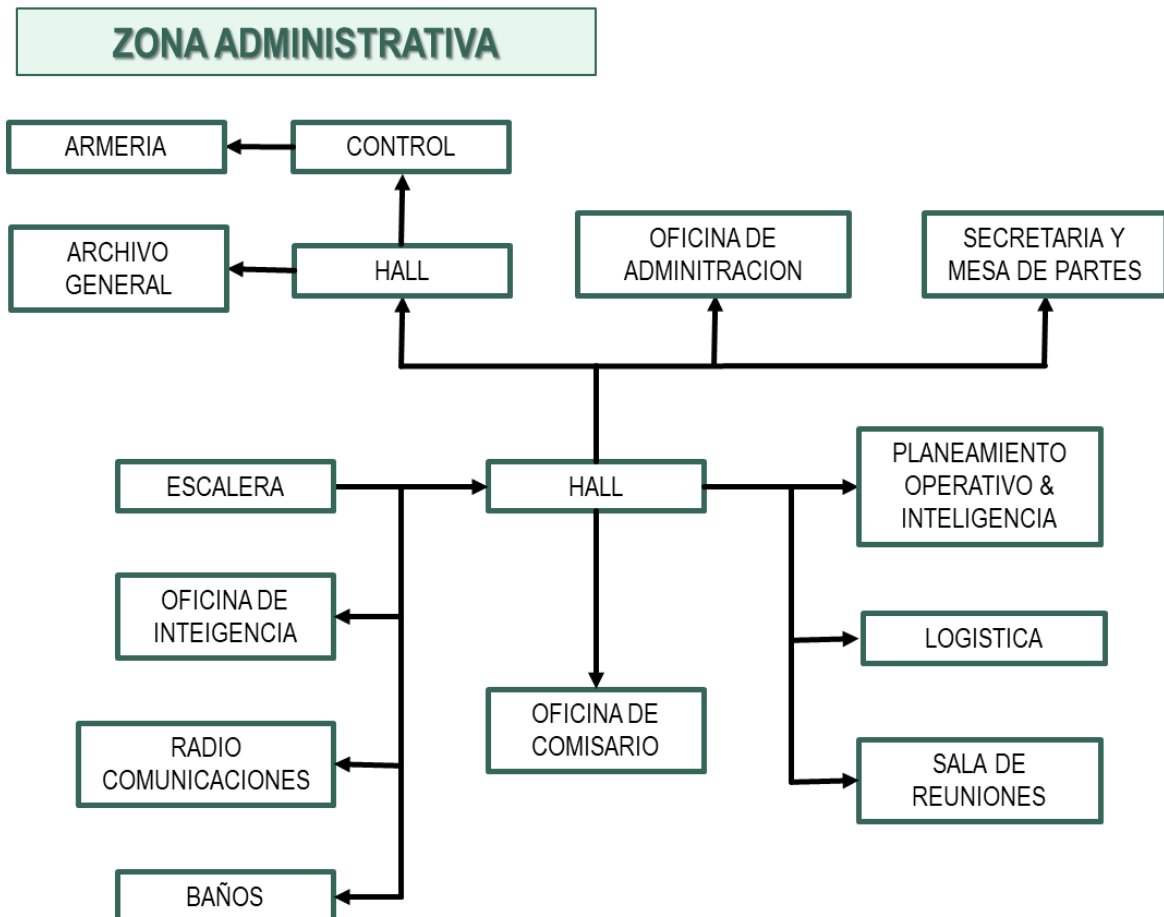 ZONA ADMINISTRATIVA
ARMERIA
CONTROL
ARCHIVO
GENERAL
HALL
OFICINA DE
ADMINITRACION
SECRETARIA Y
MESA DE PARTES
ESCALERA
HALL
PLANEAMIENTO
OPERATIVO &
INTELIGENCIA
OFICINA DE
INTEIGENCIA
LOGISTICA
OFICINA DE
COMISARIO
RADIO
COMUNICACIONES
SALA DE
REUNIONES
BAÑOS